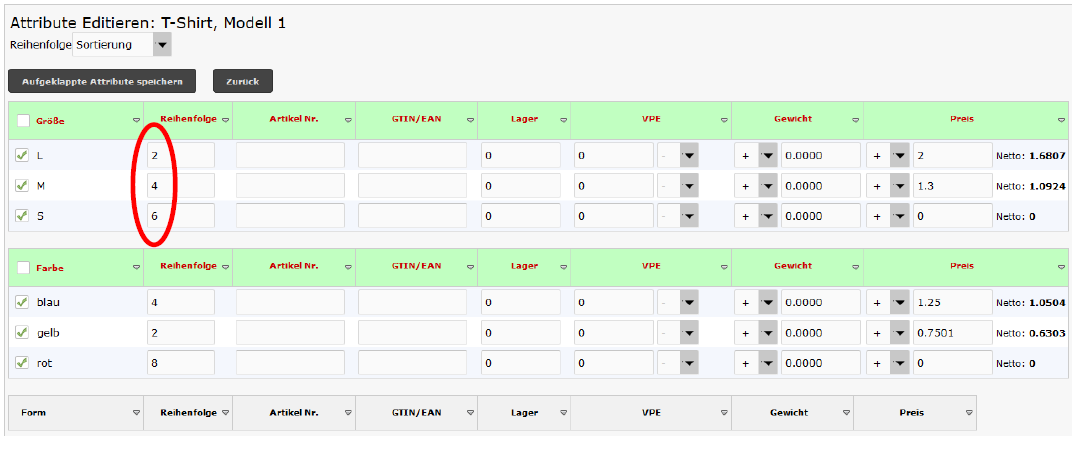 Attribute Editieren: T-Shirt, Modell 1
Reihenfolge Sortierung
Aufgeklappte Attribute speichern Zurück
Größe Reihenfolge Artikel Nr. GTIN/EAN Lager VPE Gewicht Preis
L 2 0 0 - + 0.0000 + 2 Netto: 1.6807
M 4 0 0 - + 0.0000 + 1.3 Netto: 1.0924
S 6 0 0 - + 0.0000 + 0 Netto: 0
Farbe Reihenfolge Artikel Nr. GTIN/EAN Lager VPE Gewicht Preis
blau 4 0 0 - + 0.0000 + 1.25 Netto: 1.0504
gelb 2 0 0 - + 0.0000 + 0.7501 Netto: 0.6303
rot 8 0 0 - + 0.0000 + 0 Netto: 0
Form Reihenfolge Artikel Nr. GTIN/EAN Lager VPE Gewicht Preis